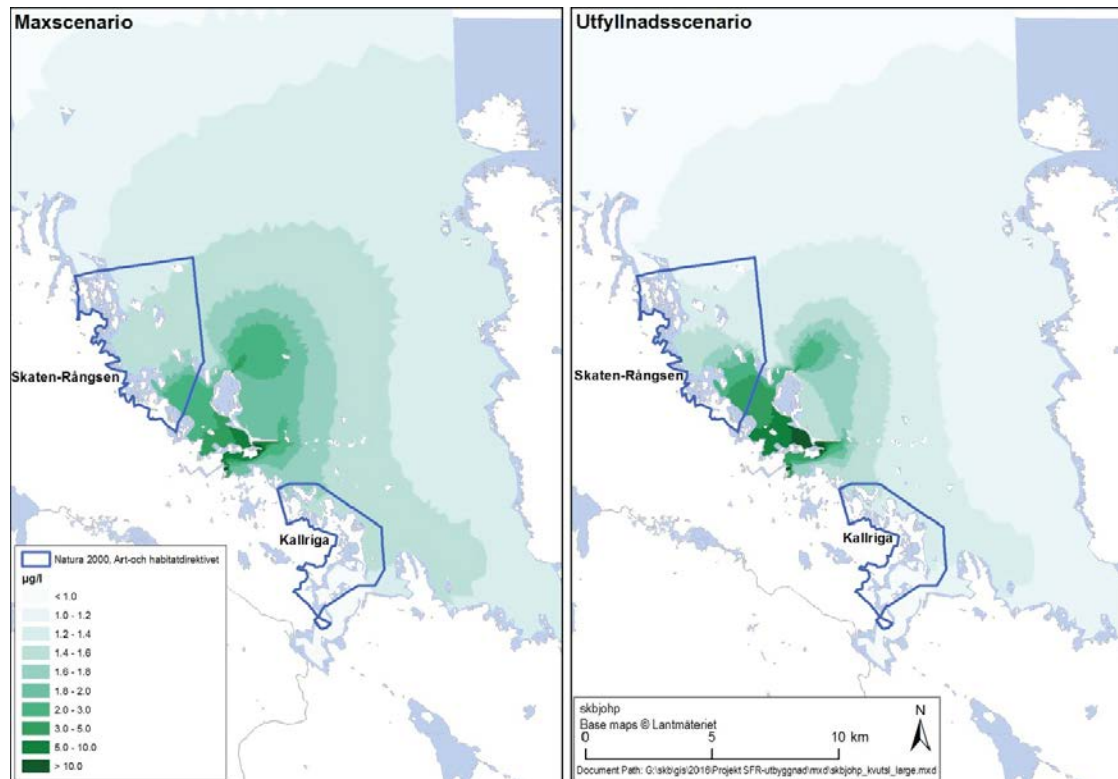 Maxscenario
Skaten-Rångsen
Kallriga
Natura 2000, Art-och habitatdirektivet
µg/l
< 1.0
1.0 - 1.2
1.2 - 1.4
1.4 - 1.6
1.6 - 1.8
1.8 - 2.0
2.0 - 3.0
3.0 - 5.0
5.0 - 10.0
> 10.0
Utfyllnadsscenario
Skaten-Rångsen
Kallriga
skbjohp
Base maps © Lantmäteriet
N
0 5 10 km
Document Path: G:\skb\gis\2016\Projekt SFR-utbyggnad\mxd\skbjohp_kvutsl_large.mxd